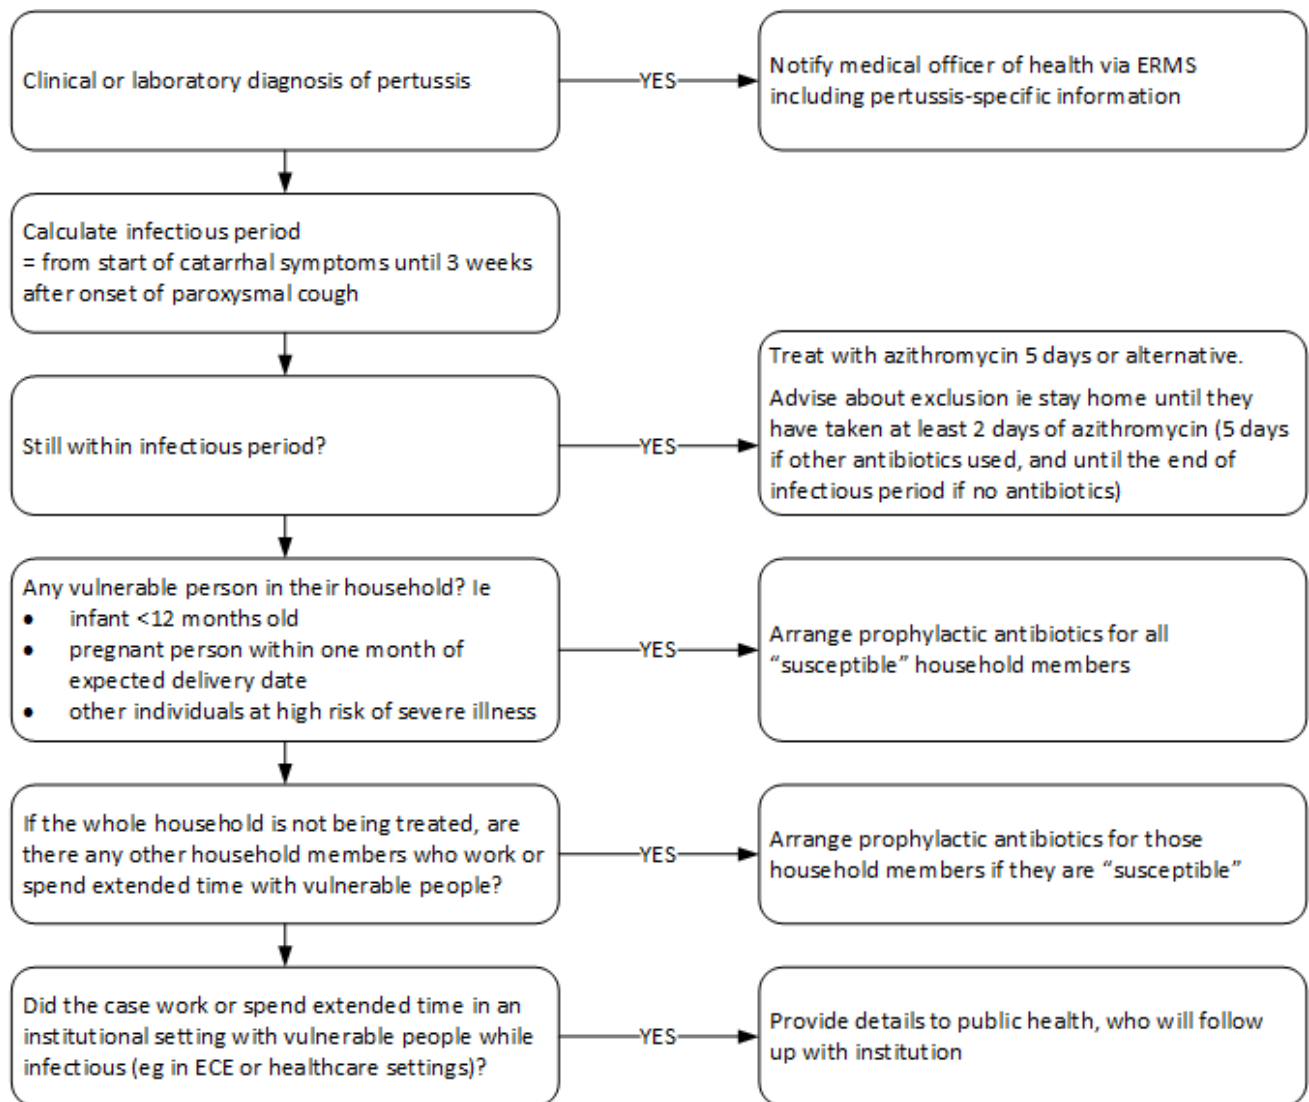 Clinical or laboratory diagnosis of pertussis
YES
Notify medical officer of health via ERMS
including pertussis-specific information
Calculate infectious period
= from start of catarrhal symptoms until 3 weeks
after onset of paroxysmal cough
Still within infectious period?
YES
Treat with azithromycin 5 days or alternative.
Advise about exclusion ie stay home until they
have taken at least 2 days of azithromycin (5 days
if other antibiotics used, and until the end of
infectious period if no antibiotics)
Any vulnerable person in their household? Ie
• infant <12 months old
• pregnant person within one month of
expected delivery date
• other individuals at high risk of severe illness
YES
Arrange prophylactic antibiotics for all
“susceptible” household members
If the whole household is not being treated, are
there any other household members who work or
spend extended time with vulnerable people?
YES
Arrange prophylactic antibiotics for those
household members if they are “susceptible”
Did the case work or spend extended time in an
institutional setting with vulnerable people while
infectious (eg in ECE or healthcare settings)?
YES
Provide details to public health, who will follow
up with institution